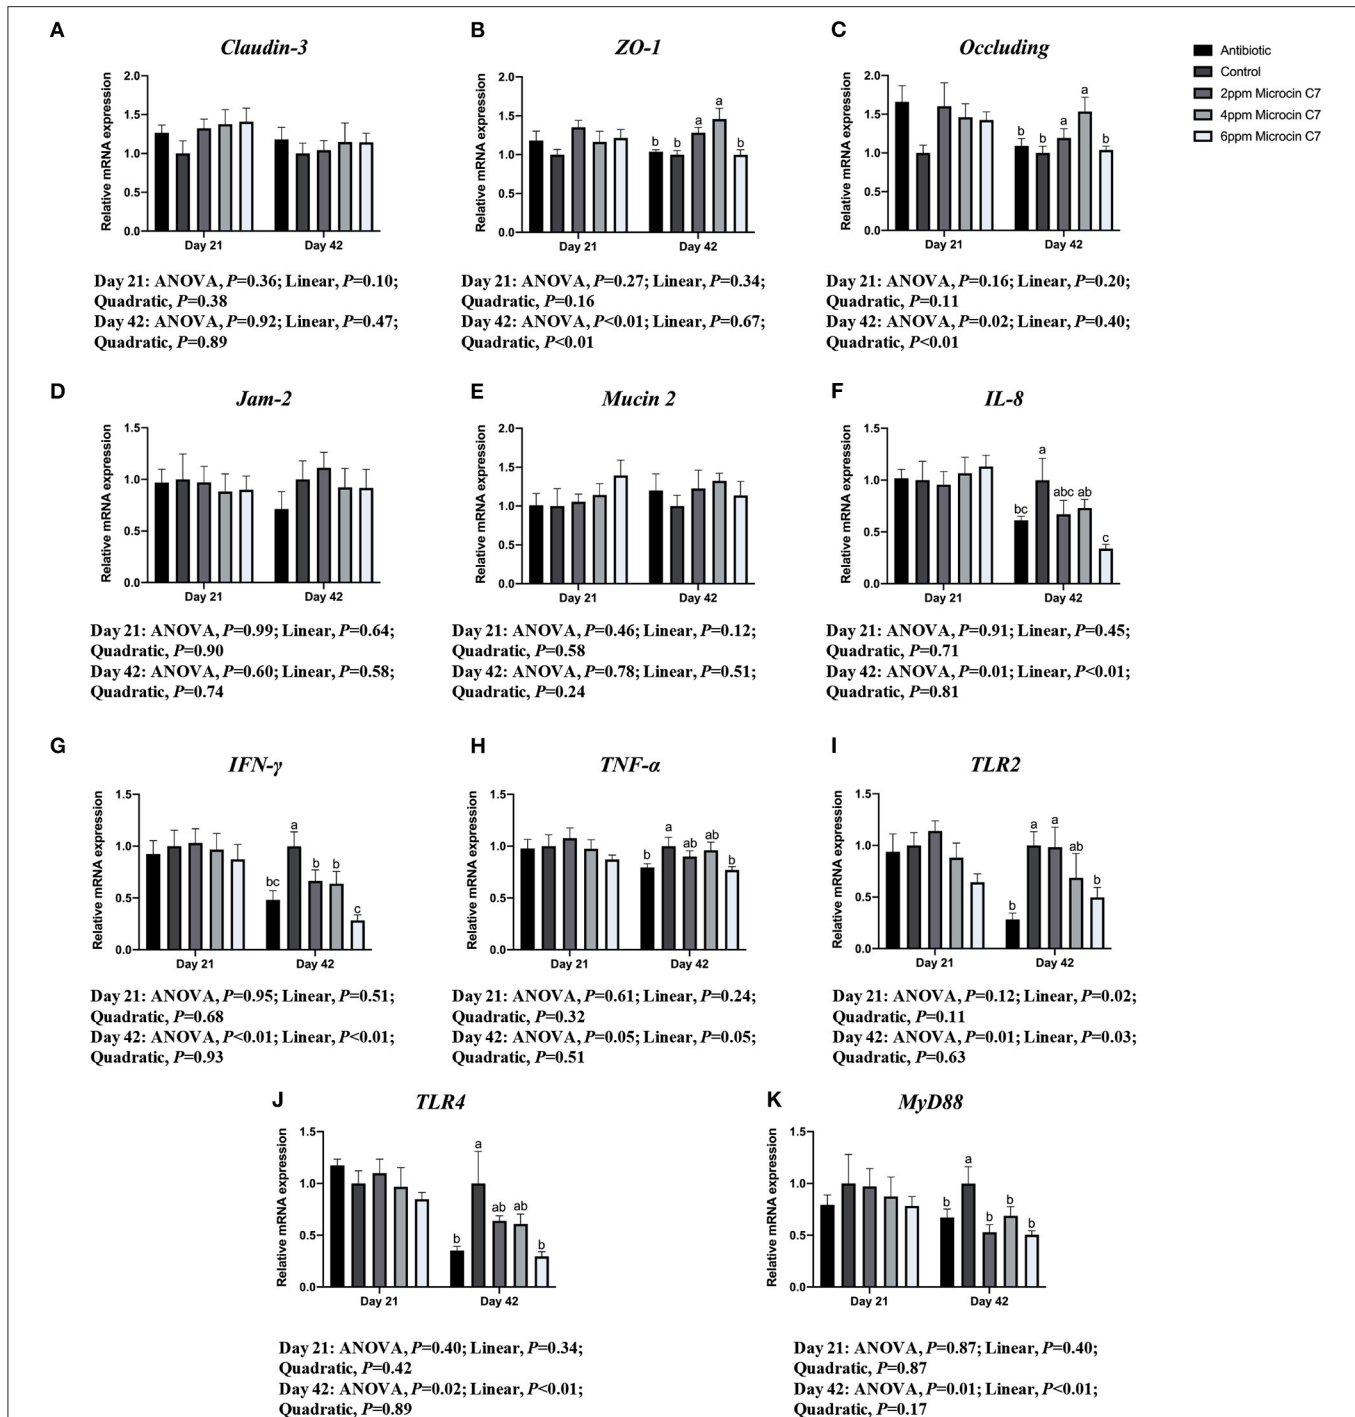 A
Claudin-3
Relative mRNA expression
2.0
1.5
1.0
0.5
0.0
Day 21
Day 42
Day 21: ANOVA, P=0.36; Linear, P=0.10;
Quadratic, P=0.38
Day 42: ANOVA, P=0.92; Linear, P=0.47;
Quadratic, P=0.89
B
ZO-1
Relative mRNA expression
2.0
1.5
1.0
0.5
0.0
b b a a b
Day 21
Day 42
Day 21: ANOVA, P=0.27; Linear, P=0.34;
Quadratic, P=0.16
Day 42: ANOVA, P<0.01; Linear, P=0.67;
Quadratic, P<0.01
C
Occluding
Relative mRNA expression
2.0
1.5
1.0
0.5
0.0
b b a a b
Day 21
Day 42
Day 21: ANOVA, P=0.16; Linear, P=0.20;
Quadratic, P=0.11
Day 42: ANOVA, P=0.02; Linear, P=0.40;
Quadratic, P<0.01
Antibiotic
Control
2ppm Microcin C7
4ppm Microcin C7
6ppm Microcin C7
D
Jam-2
Relative mRNA expression
1.5
1.0
0.5
0.0
Day 21
Day 42
Day 21: ANOVA, P=0.99; Linear, P=0.64;
Quadratic, P=0.90
Day 42: ANOVA, P=0.60; Linear, P=0.58;
Quadratic, P=0.74
E
Mucin 2
Relative mRNA expression
2.0
1.5
1.0
0.5
0.0
Day 21
Day 42
Day 21: ANOVA, P=0.46; Linear, P=0.12;
Quadratic, P=0.58
Day 42: ANOVA, P=0.78; Linear, P=0.51;
Quadratic, P=0.24
F
IL-8
Relative mRNA expression
1.5
1.0
0.5
0.0
bc a abc ab c
Day 21
Day 42
Day 21: ANOVA, P=0.91; Linear, P=0.45;
Quadratic, P=0.71
Day 42: ANOVA, P=0.01; Linear, P<0.01;
Quadratic, P=0.81
G
IFN-γ
Relative mRNA expression
1.5
1.0
0.5
0.0
bc a b b c
Day 21
Day 42
Day 21: ANOVA, P=0.95; Linear, P=0.51;
Quadratic, P=0.68
Day 42: ANOVA, P<0.01; Linear, P<0.01;
Quadratic, P=0.93
H
TNF-α
Relative mRNA expression
1.5
1.0
0.5
0.0
b a ab ab b
Day 21
Day 42
Day 21: ANOVA, P=0.61; Linear, P=0.24;
Quadratic, P=0.32
Day 42: ANOVA, P=0.05; Linear, P=0.05;
Quadratic, P=0.51
I
TLR2
Relative mRNA expression
1.5
1.0
0.5
0.0
b a a ab b
Day 21
Day 42
Day 21: ANOVA, P=0.12; Linear, P=0.02;
Quadratic, P=0.11
Day 42: ANOVA, P=0.01; Linear, P=0.03;
Quadratic, P=0.63
J
TLR4
Relative mRNA expression
1.5
1.0
0.5
0.0
b a ab ab b
Day 21
Day 42
Day 21: ANOVA, P=0.40; Linear, P=0.34;
Quadratic, P=0.42
Day 42: ANOVA, P=0.02; Linear, P<0.01;
Quadratic, P=0.89
K
MyD88
Relative mRNA expression
1.5
1.0
0.5
0.0
b a b b b
Day 21
Day 42
Day 21: ANOVA, P=0.87; Linear, P=0.40;
Quadratic, P=0.87
Day 42: ANOVA, P=0.01; Linear, P<0.01;
Quadratic, P=0.17